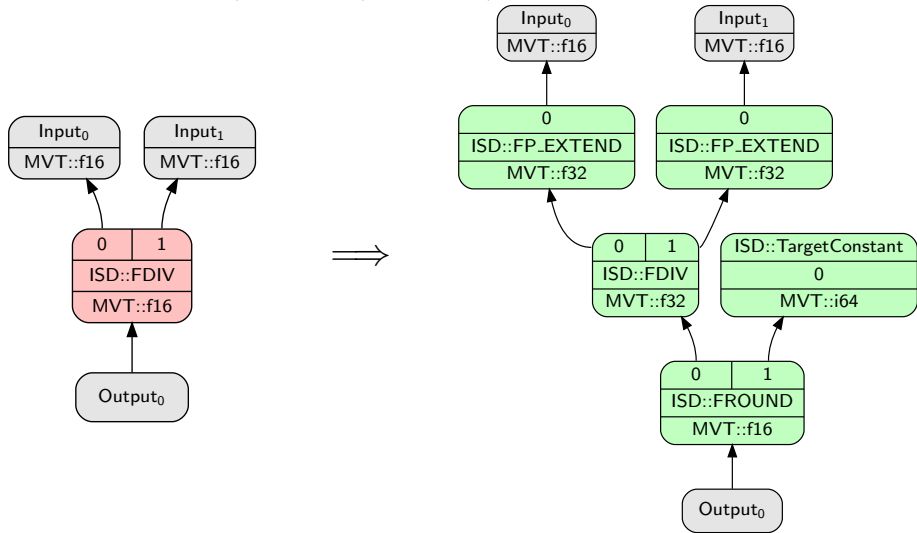 Input₀
MVT::f16
Input₁
MVT::f16
0 1
ISD::FDIV
MVT::f16
Output₀
⟹
Input₀
MVT::f16
Input₁
MVT::f16
0
ISD::FP_EXTEND
MVT::f32
0
ISD::FP_EXTEND
MVT::f32
0 1
ISD::FDIV
MVT::f32
ISD::TargetConstant
0
MVT::i64
0 1
ISD::FROUND
MVT::f16
Output₀